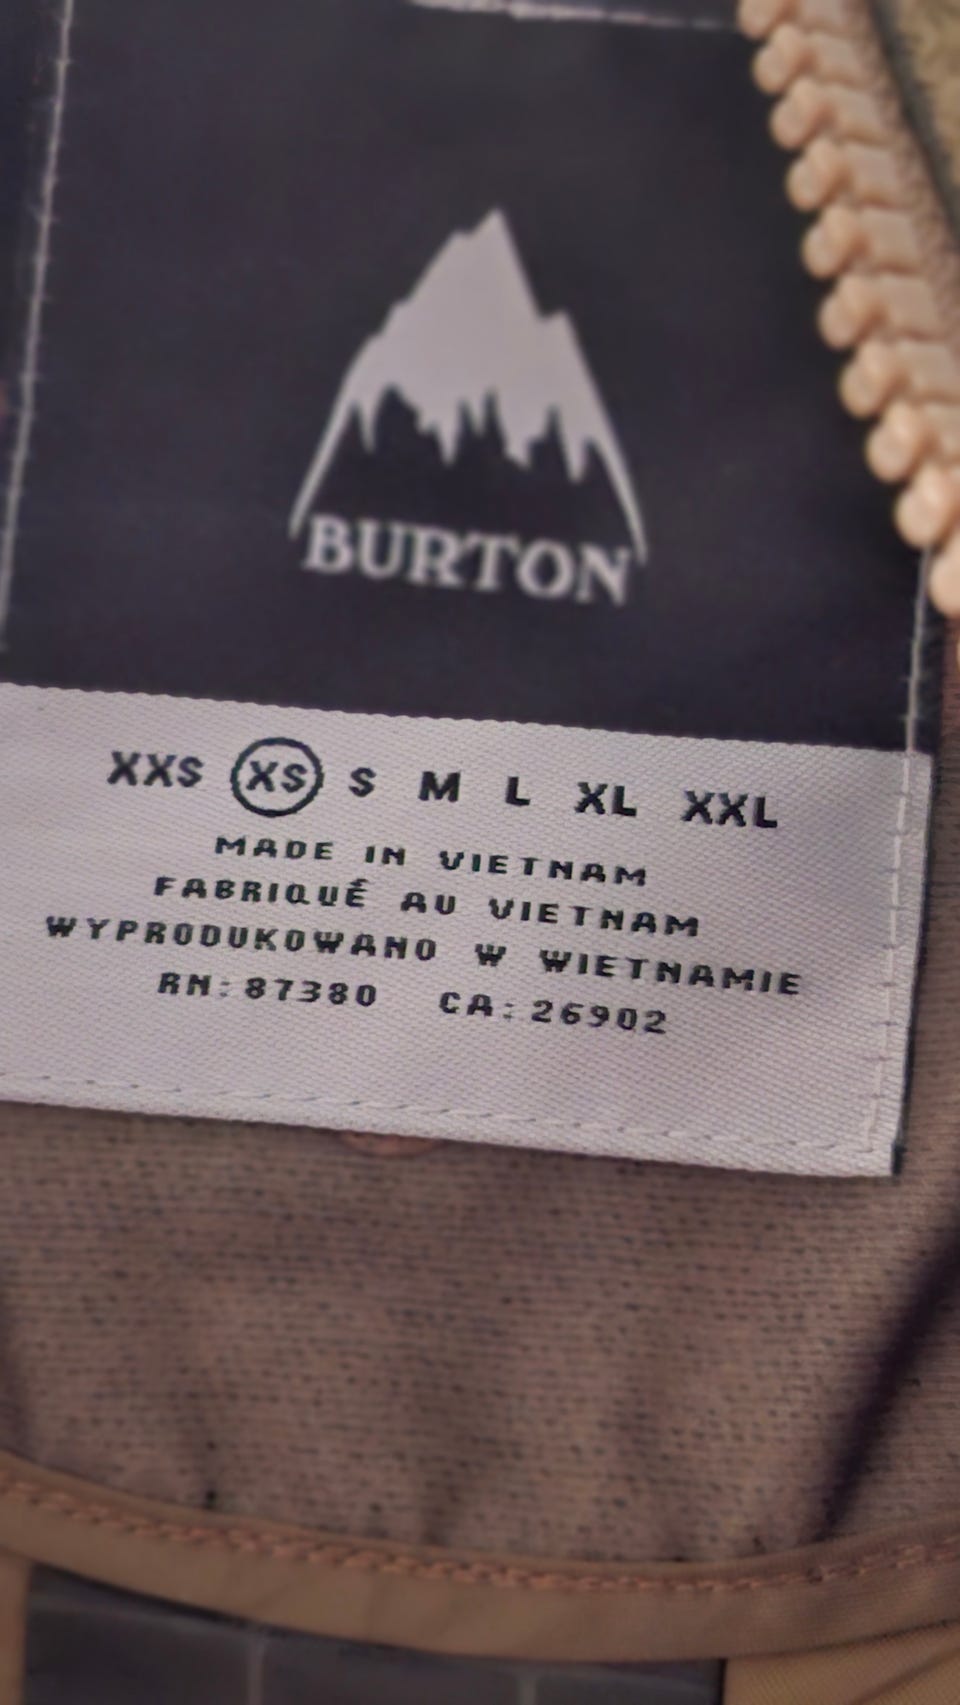 BURTON
XXS XS S M L XL XXL
MADE IN VIETNAM
FABRIQUÉ AU VIETNAM
WYPRODUKOWANO W WIETNAMIE
RN: 87380 CA: 26902